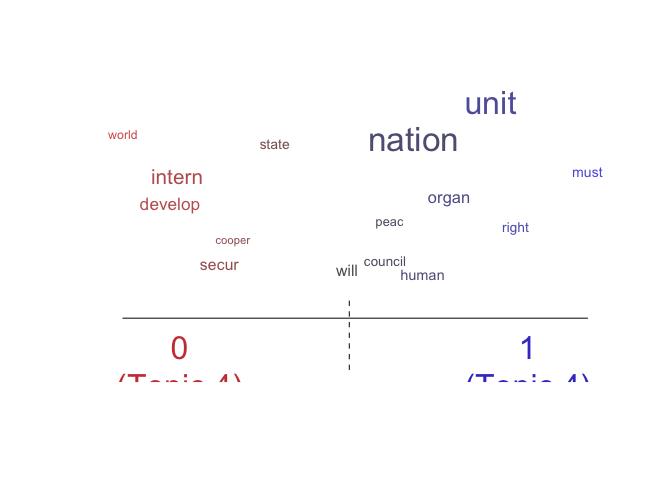 unit
world
nation
state
must
intern
organ
develop
peac
right
cooper
council
secur
will
human
0
1
(Topic 4)
(Topic 4)